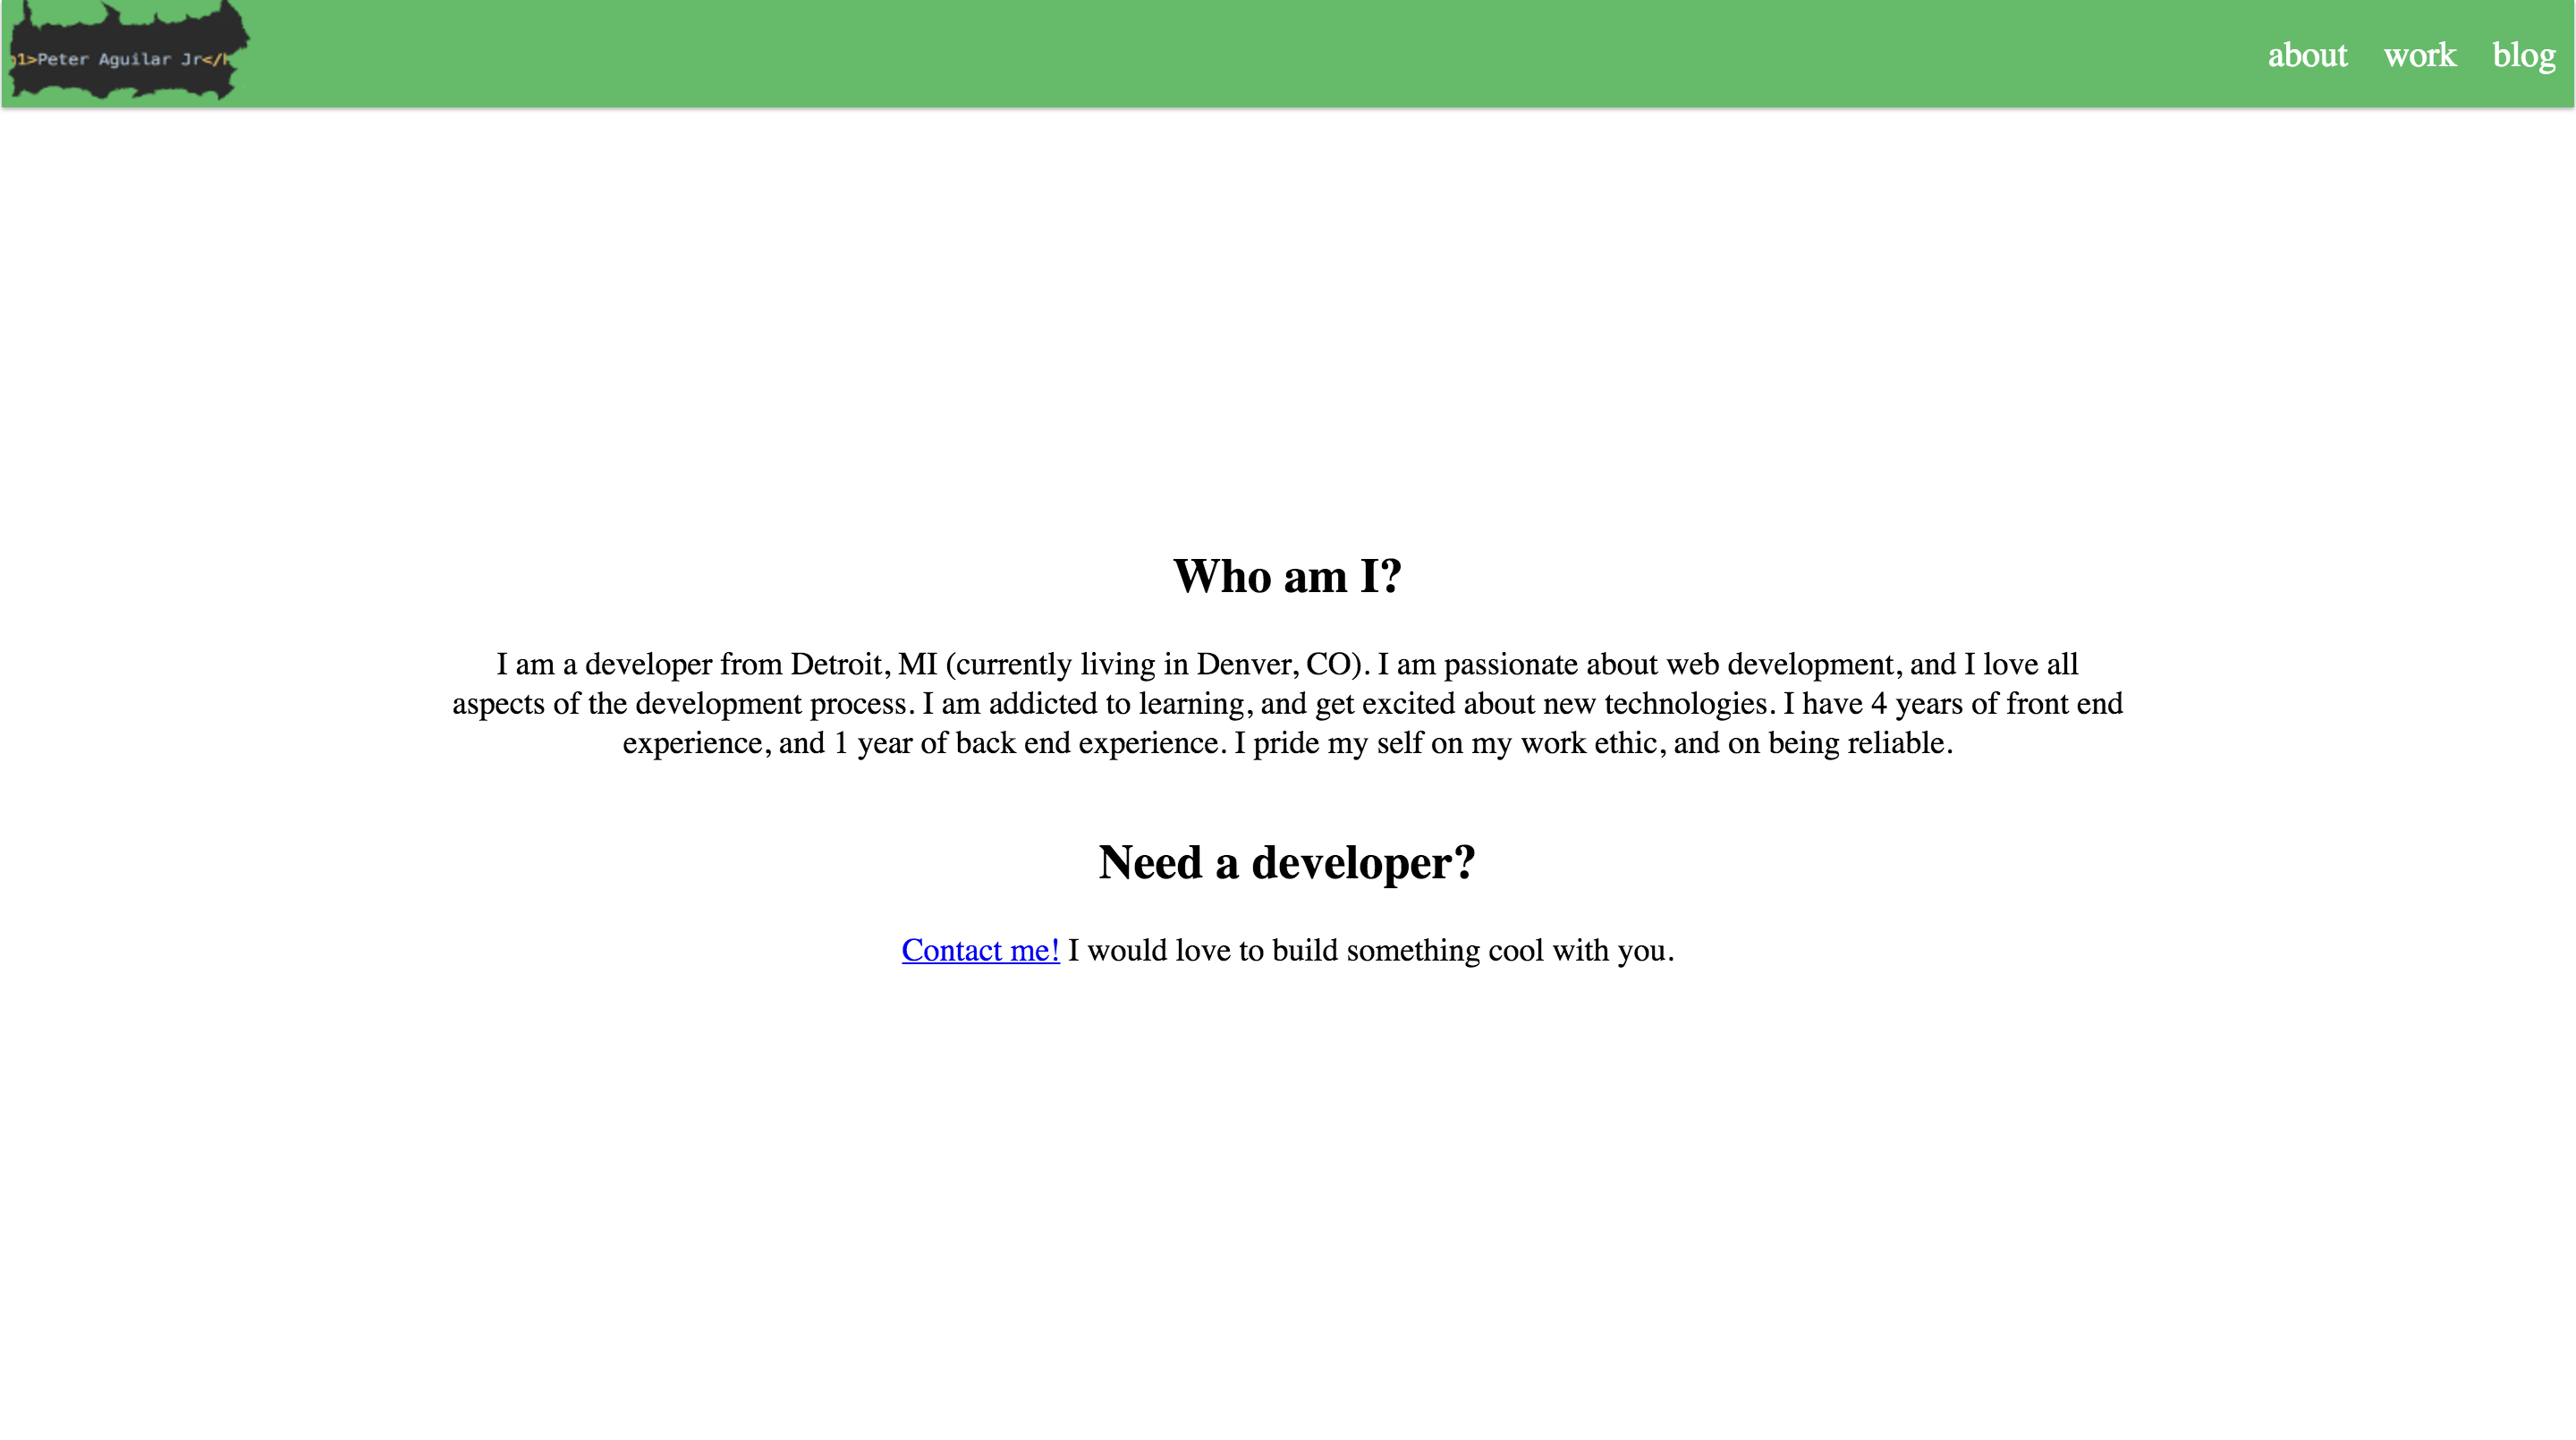 1>Peter Aguilar Jr</h
about work blog
Who am I?
I am a developer from Detroit, MI (currently living in Denver, CO). I am passionate about web development, and I love all
aspects of the development process. I am addicted to learning, and get excited about new technologies. I have 4 years of front end
experience, and 1 year of back end experience. I pride my self on my work ethic, and on being reliable.
Need a developer?
Contact me! I would love to build something cool with you.